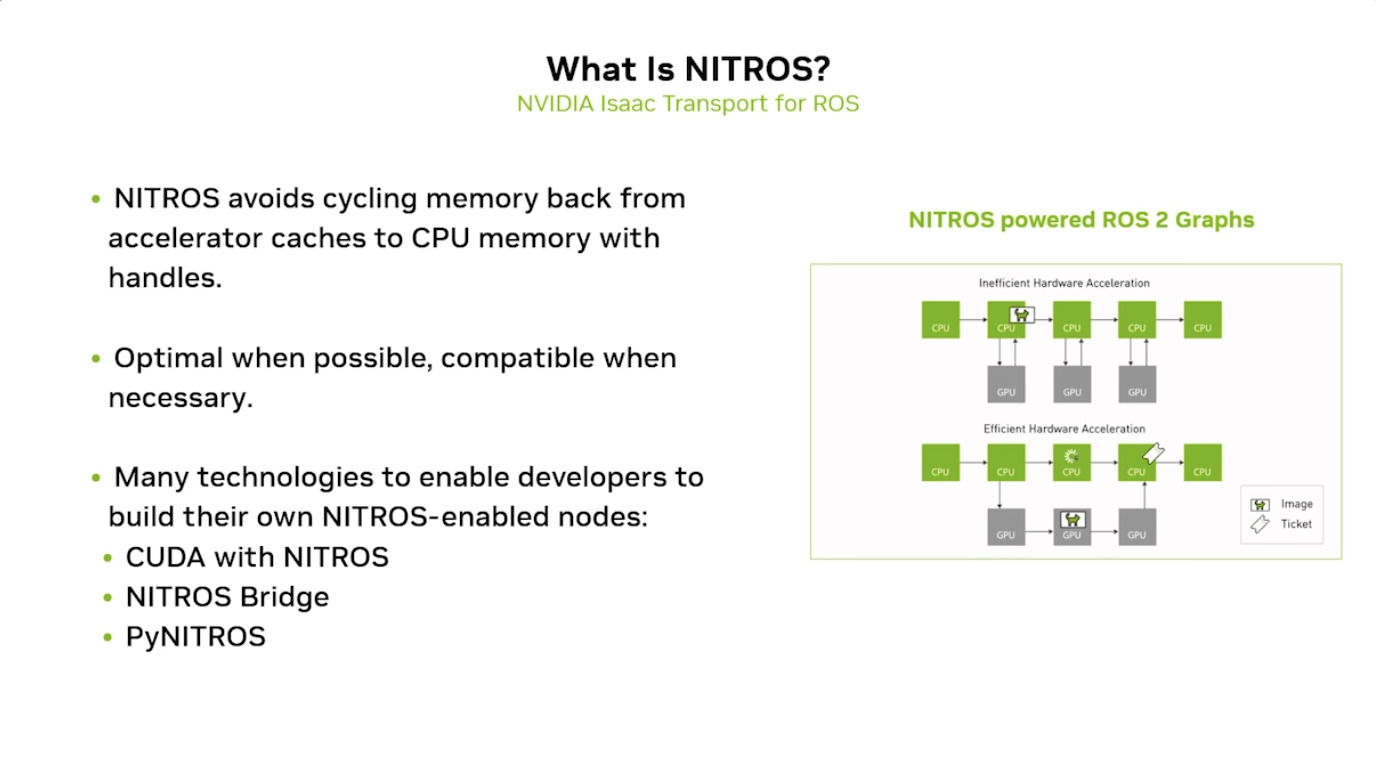 What Is NITROS?
NVIDIA Isaac Transport for ROS
• NITROS avoids cycling memory back from
accelerator caches to CPU memory with
handles.
• Optimal when possible, compatible when
necessary.
• Many technologies to enable developers to
build their own NITROS-enabled nodes:
• CUDA with NITROS
• NITROS Bridge
• PyNITROS
NITROS powered ROS 2 Graphs
Inefficient Hardware Acceleration
CPU CPU CPU CPU CPU
GPU GPU GPU
Efficient Hardware Acceleration
CPU CPU CPU CPU CPU
GPU GPU GPU
Image
Ticket